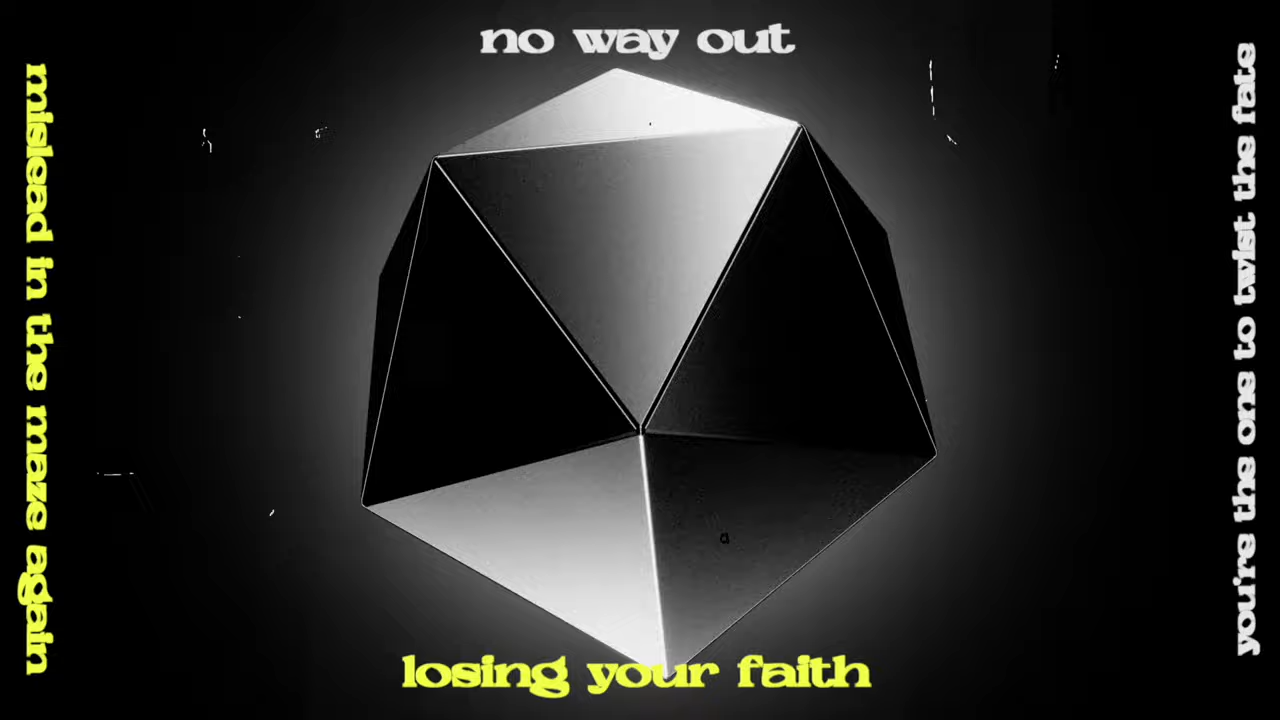 no way out
mislead in the maze again
you're the one to twist the fate
losing your faith